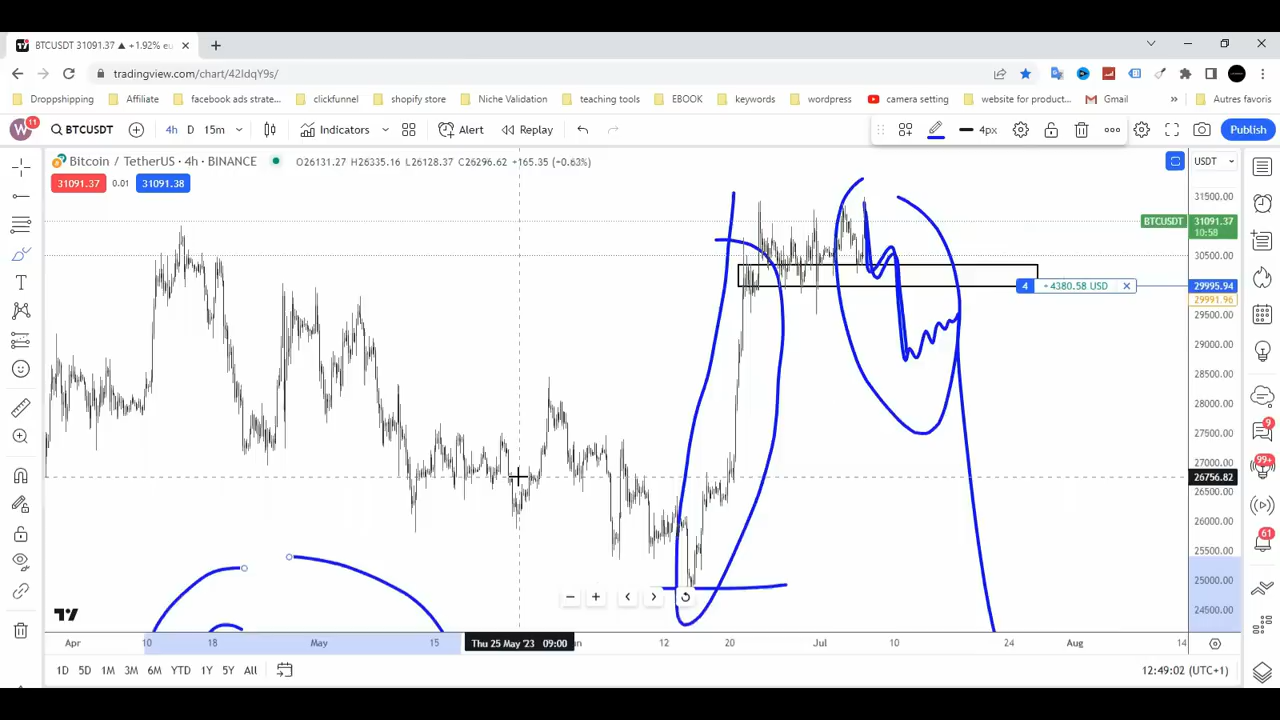 BTCUSDT 31091.37 ▲ +1.92% eu
tradingview.com/chart/42IdqY9s/
Droppshipping Affiliate facebook ads strate... clickfunnel shopify store Niche Validation teaching tools EBOOK keywords wordpress camera setting website for product... Gmail » Autres favoris
W 11 BTCUSDT 4h D 15m Indicators Alert Replay 4px Publish
Bitcoin / TetherUS · 4h · BINANCE O26131.27 H26335.16 L26128.37 C26296.62 +165.35 (+0.63%) USDT
31091.37 0.01 31091.38
31500.00
BTCUSDT 31091.37
10:58
30500.00
4 -4380.58 USD 29995.94
29991.96
29500.00
29000.00
28500.00
28000.00
27500.00
9
27000.00
99+
26756.82
26500.00
26000.00
25500.00
61
25000.00
24500.00
Apr 10 18 May 15 Thu 25 May '23 09:00 12 20 Jul 10 24 Aug 14
1D 5D 1M 3M 6M YTD 1Y 5Y All 12:49:02 (UTC+1)